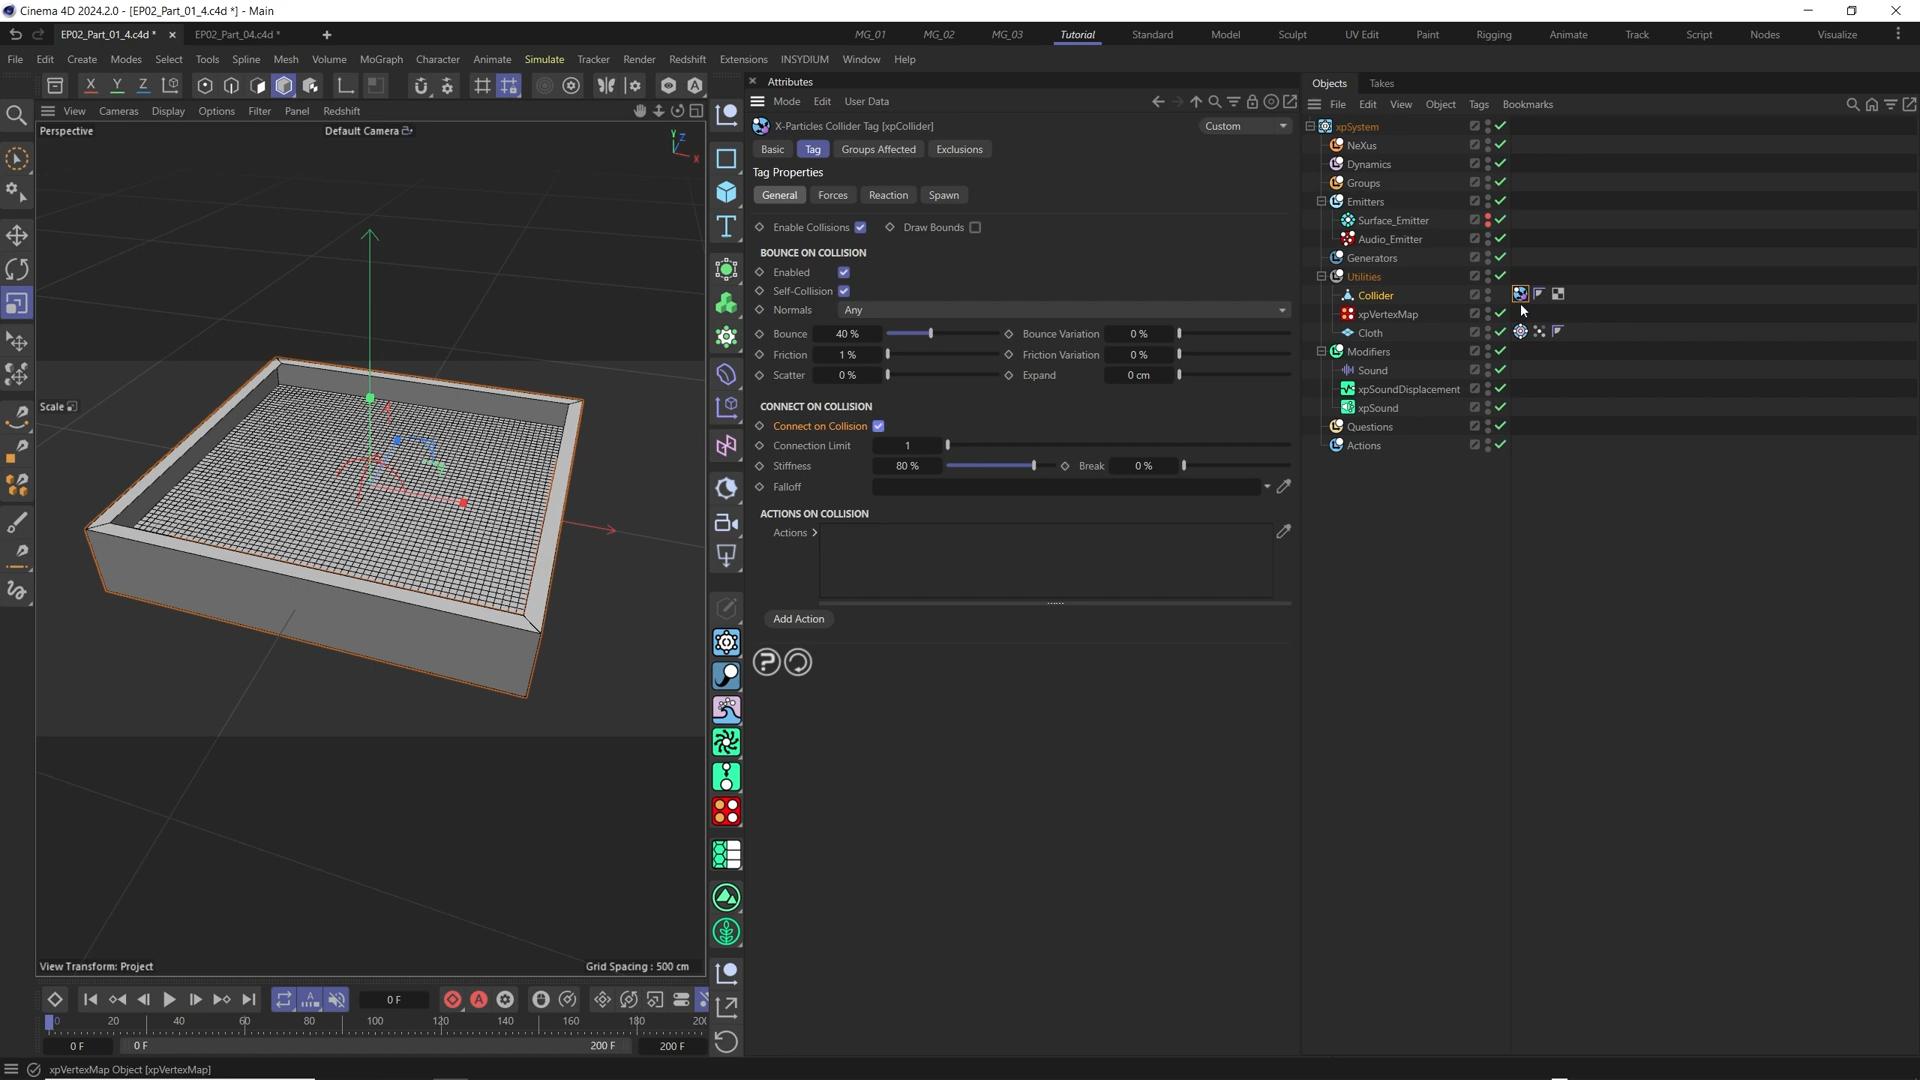 Cinema 4D 2024.2.0 - [EP02_Part_01_4.c4d *] - Main
EP02_Part_01_4.c4d *
EP02_Part_04.c4d *
MG_01 MG_02 MG_03 Tutorial Standard Model Sculpt UV Edit Paint Rigging Animate Track Script Nodes Visualize
File Edit Create Modes Select Tools Spline Mesh Volume MoGraph Character Animate Simulate Tracker Render Redshift Extensions INSYDIUM Window Help
X Y Z
View Cameras Display Options Filter Panel Redshift
Perspective
Default Camera
Y
Z
X
Scale
View Transform: Project
Grid Spacing : 500 cm
0 F
0 20 40 60 80 100 120 140 160 180 200
0 F
0 F
200 F
200 F
xpVertexMap Object [xpVertexMap]
Attributes
Mode Edit User Data
X-Particles Collider Tag [xpCollider]
Custom
Basic Tag Groups Affected Exclusions
Tag Properties
General Forces Reaction Spawn
Enable Collisions
Draw Bounds
BOUNCE ON COLLISION
Enabled
Self-Collision
Normals Any
Bounce 40 % Bounce Variation 0 %
Friction 1 % Friction Variation 0 %
Scatter 0 % Expand 0 cm
CONNECT ON COLLISION
Connect on Collision
Connection Limit 1
Stiffness 80 % Break 0 %
Falloff
ACTIONS ON COLLISION
Actions
Add Action
Objects Takes
File Edit View Object Tags Bookmarks
xpSystem
NeXus
Dynamics
Groups
Emitters
Surface_Emitter
Audio_Emitter
Generators
Utilities
Collider
xpVertexMap
Cloth
Modifiers
Sound
xpSoundDisplacement
xpSound
Questions
Actions